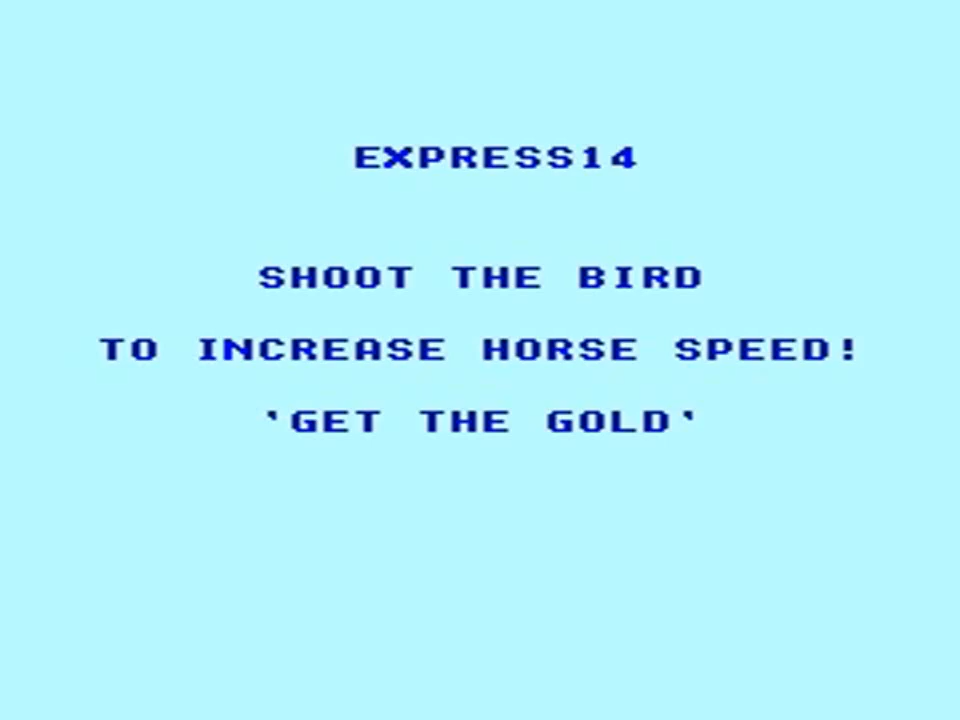 EXPRESS14
SHOOT THE BIRD
TO INCREASE HORSE SPEED!
'GET THE GOLD'